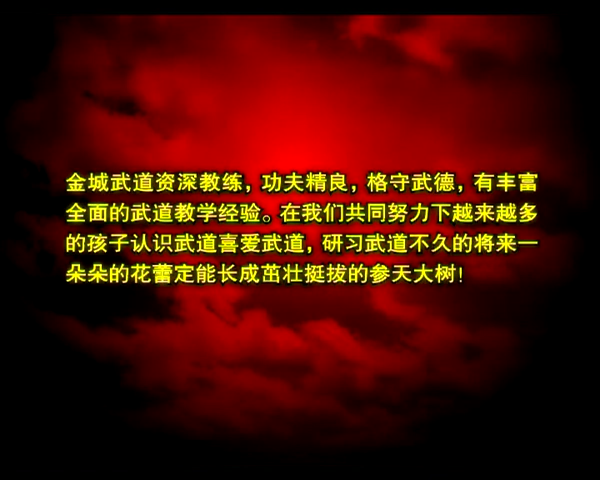 金城武道资深教练，功夫精良，格守武德，有丰富
全面的武道教学经验。在我们共同努力下越来越多
的孩子认识武道喜爱武道，研习武道不久的将来一
朵朵的花蕾定能长成茁壮挺拔的参天大树！